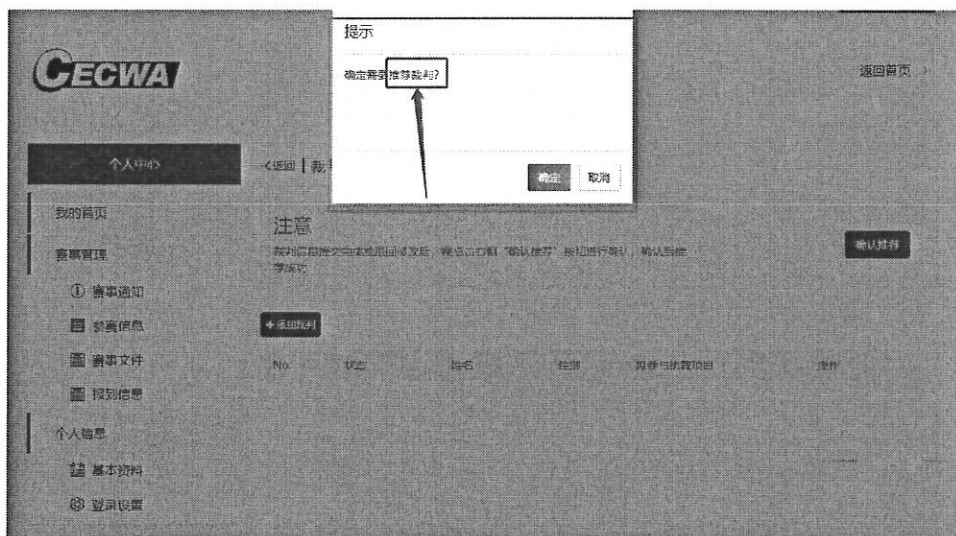 提示
确定需要推荐裁判?
确定 取消
CECWA
返回首页
个人中心
<返回 | 裁
我的首页
赛事管理
赛事通知
参赛信息
赛事文件
报到信息
个人信息
基本资料
登录设置
注意
确认推荐
+添加裁判
No. 状态 姓名 性别 操作